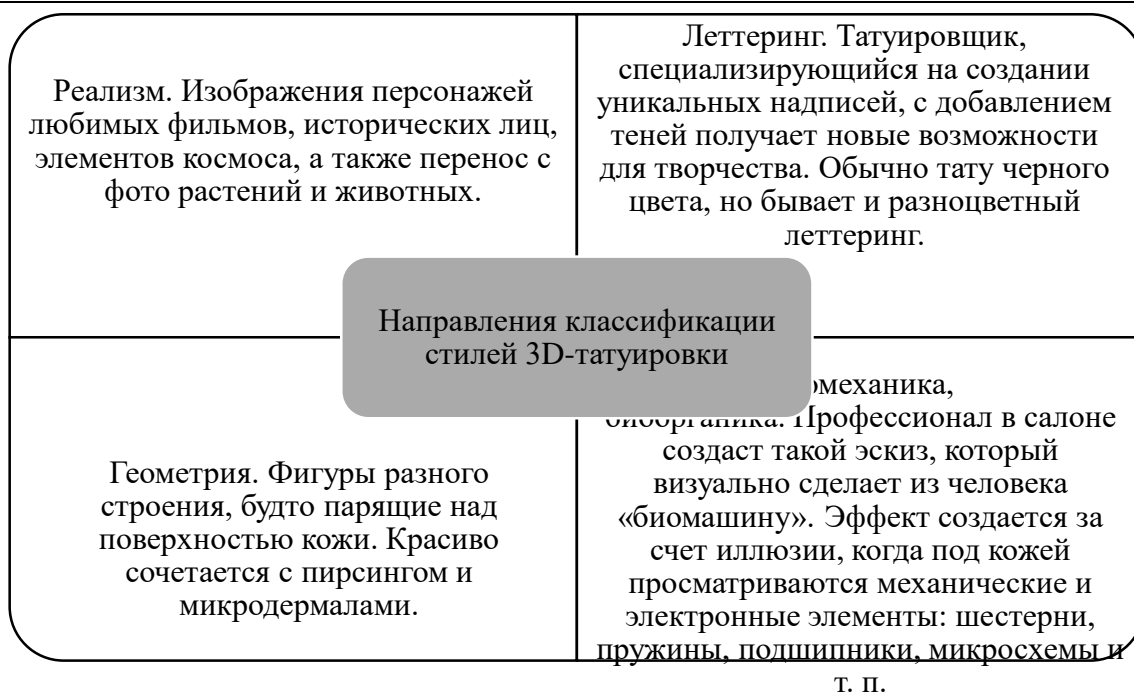 Реализм. Изображения персонажей
любимых фильмов, исторических лиц,
элементов космоса, а также перенос с
фото растений и животных.
Леттеринг. Татуировщик,
специализирующийся на создании
уникальных надписей, с добавлением
теней получает новые возможности
для творчества. Обычно тату черного
цвета, но бывает и разноцветный
леттеринг.
Направления классификации
стилей 3D-татуировки
Геометрия. Фигуры разного
строения, будто парящие над
поверхностью кожи. Красиво
сочетается с пирсингом и
микродермалами.
омеханика,
биоорганика. Профессионал в салоне
создаст такой эскиз, который
визуально сделает из человека
«биомашину». Эффект создается за
счет иллюзии, когда под кожей
просматриваются механические и
электронные элементы: шестерни,
пружины, подшипники, микросхемы и
т. п.